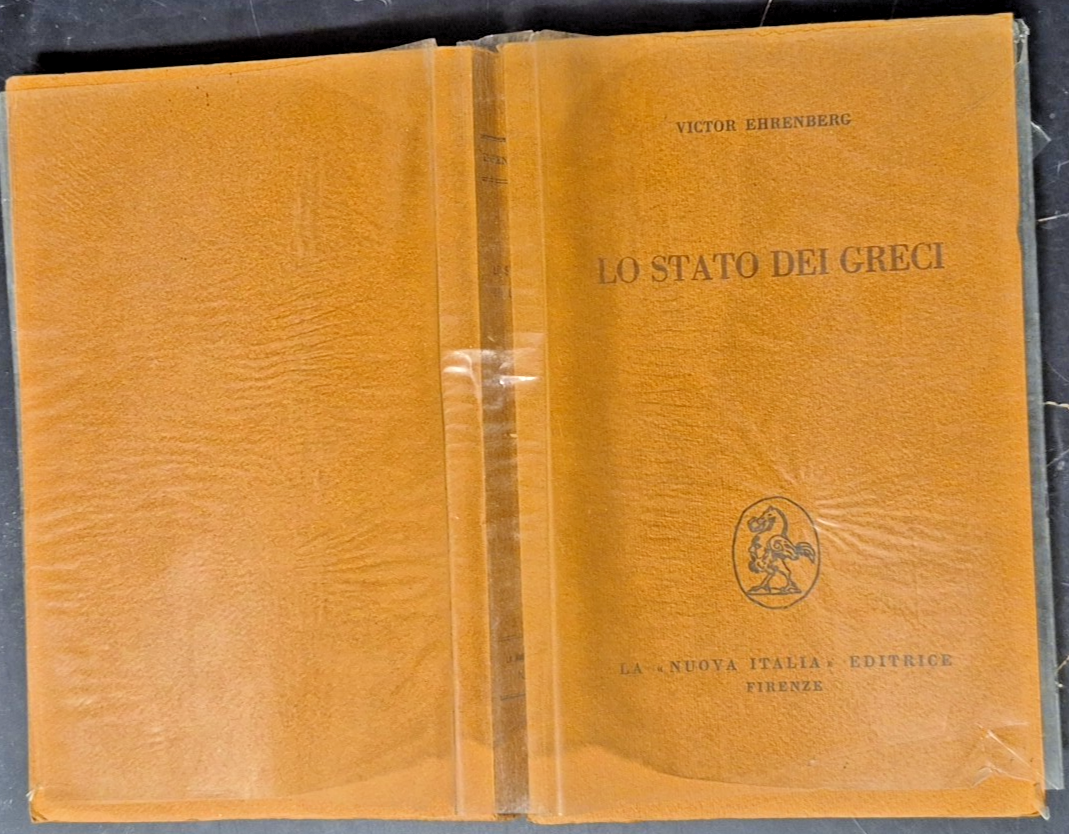 VICTOR EHRENBERG
LO STATO DEI GRECI
LA «NUOVA ITALIA» EDITRICE
FIRENZE